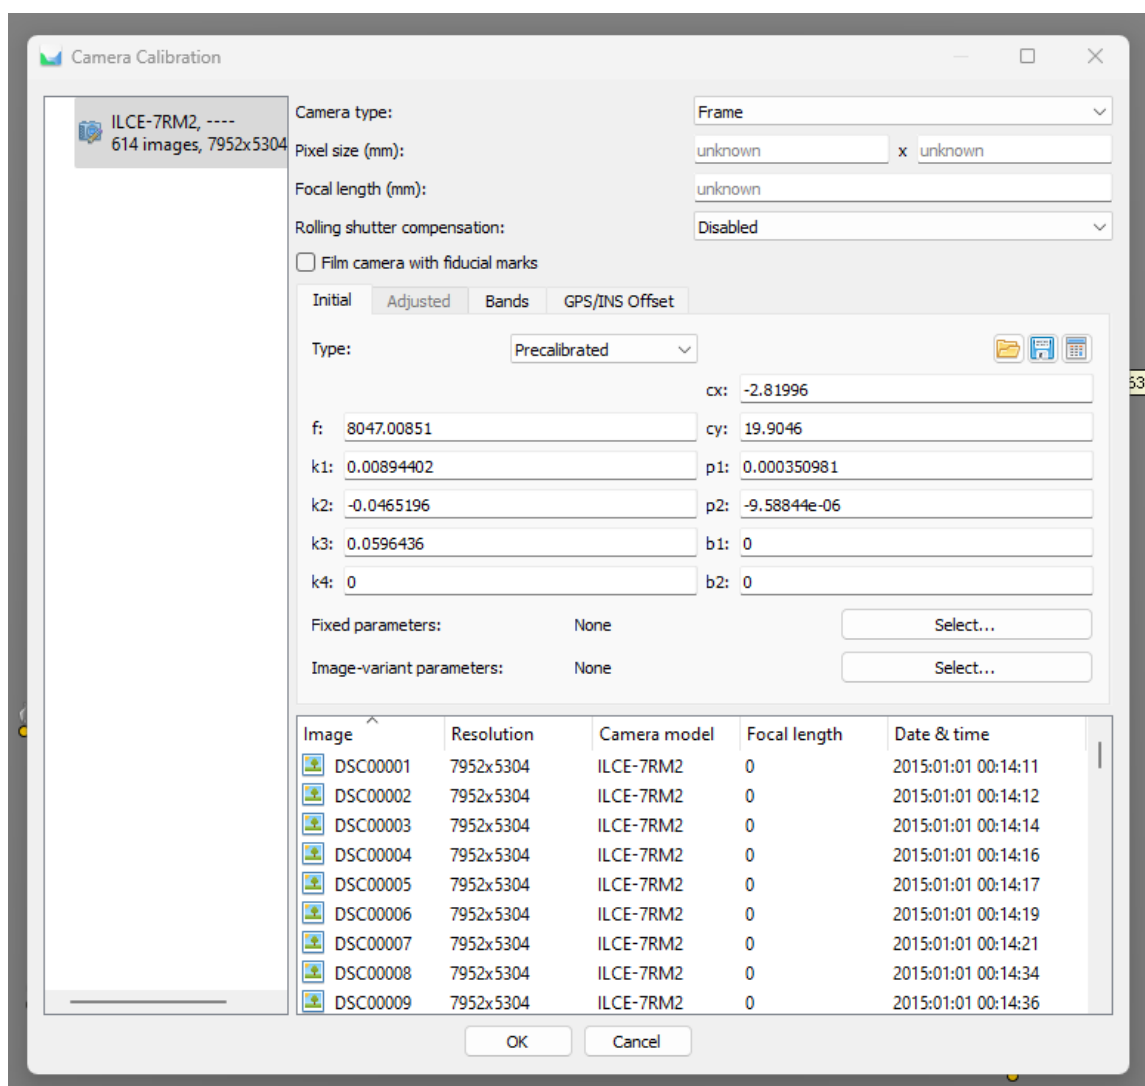 Camera Calibration
ILCE-7RM2, ----
614 images, 7952x5304
Camera type: Frame
Pixel size (mm): unknown x unknown
Focal length (mm): unknown
Rolling shutter compensation: Disabled
Film camera with fiducial marks
Initial Adjusted Bands GPS/INS Offset
Type: Precalibrated
63
cx: -2.81996
f: 8047.00851 cy: 19.9046
k1: 0.00894402 p1: 0.000350981
k2: -0.0465196 p2: -9.58844e-06
k3: 0.0596436 b1: 0
k4: 0 b2: 0
Fixed parameters: None Select...
Image-variant parameters: None Select...
Image Resolution Camera model Focal length Date & time
DSC00001 7952x5304 ILCE-7RM2 0 2015:01:01 00:14:11
DSC00002 7952x5304 ILCE-7RM2 0 2015:01:01 00:14:12
DSC00003 7952x5304 ILCE-7RM2 0 2015:01:01 00:14:14
DSC00004 7952x5304 ILCE-7RM2 0 2015:01:01 00:14:16
DSC00005 7952x5304 ILCE-7RM2 0 2015:01:01 00:14:17
DSC00006 7952x5304 ILCE-7RM2 0 2015:01:01 00:14:19
DSC00007 7952x5304 ILCE-7RM2 0 2015:01:01 00:14:21
DSC00008 7952x5304 ILCE-7RM2 0 2015:01:01 00:14:34
DSC00009 7952x5304 ILCE-7RM2 0 2015:01:01 00:14:36
OK Cancel